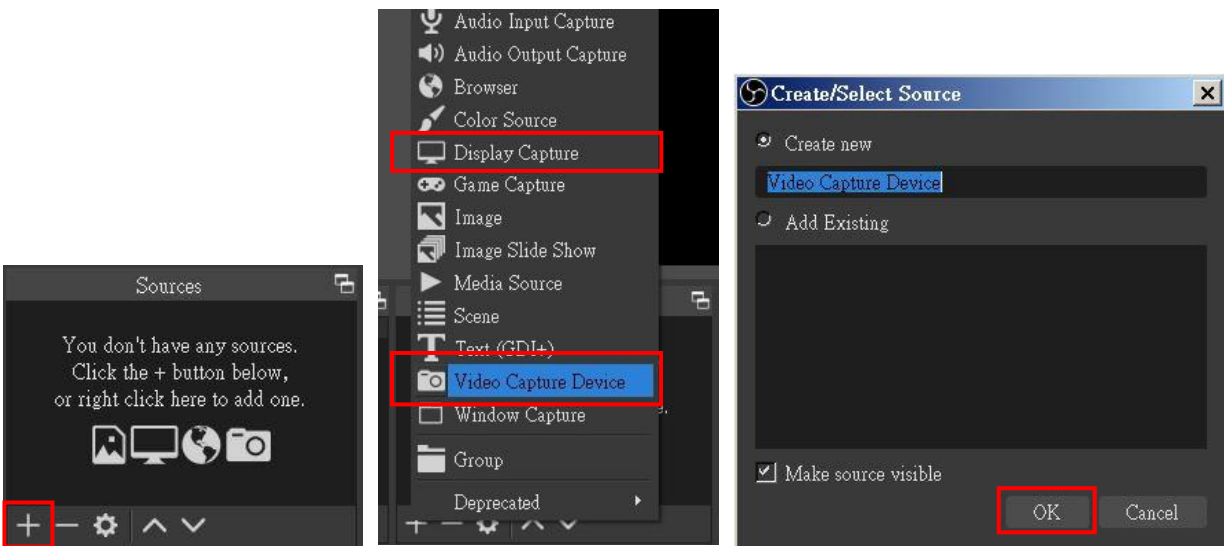 Sources
You don't have any sources.
Click the + button below,
or right click here to add one.
Audio Input Capture
Audio Output Capture
Browser
Color Source
Display Capture
Game Capture
Image
Image Slide Show
Media Source
Scene
Text (GDI+)
Video Capture Device
Window Capture
e.
Group
Deprecated
Create/Select Source
Create new
Video Capture Device
Add Existing
Make source visible
OK Cancel